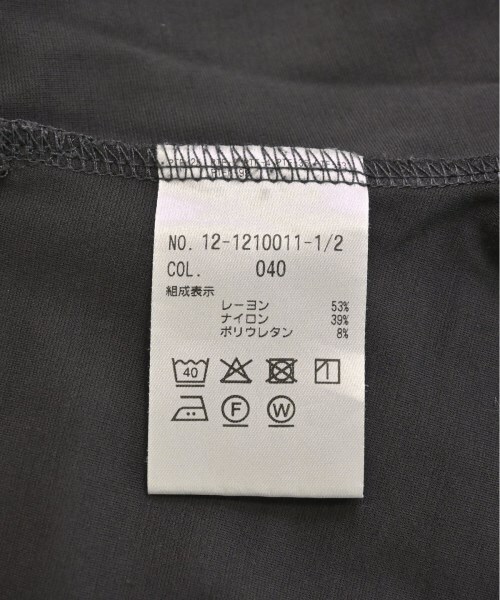 NO. 12-1210011-1/2
COL. 040
組成表示
レーヨン 53%
ナイロン 39%
ポリウレタン 8%
40
F W